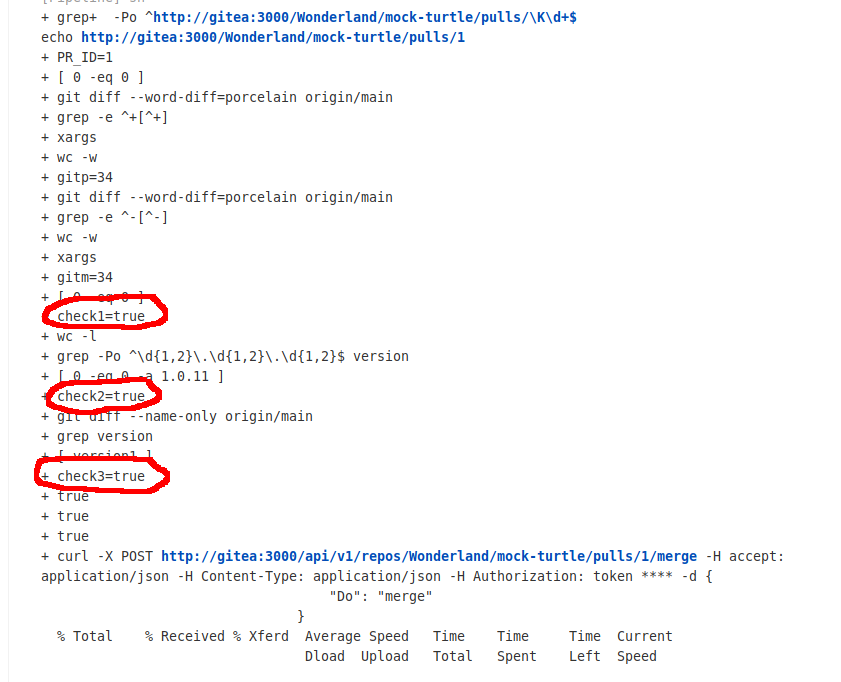 [Pipeline] sh
+ grep+  -Po ^http://gitea:3000/Wonderland/mock-turtle/pulls/\K\d+$
echo http://gitea:3000/Wonderland/mock-turtle/pulls/1
+ PR_ID=1
+ [ 0 -eq 0 ]
+ git diff --word-diff=porcelain origin/main
+ grep -e ^+[^+]
+ xargs
+ wc -w
+ gitp=34
+ git diff --word-diff=porcelain origin/main
+ grep -e ^-[^-]
+ wc -w
+ xargs
+ gitm=34
+ [ 0 -eq 0 ]
check1=true
+ wc -l
+ grep -Po ^\d{1,2}\.\d{1,2}\.\d{1,2}$ version
+ [ 0 -eq 0 -a 1.0.11 ]
+ check2=true
+ git diff --name-only origin/main
+ grep version
+ [ version1 ]
+ check3=true
+ true
+ true
+ true
+ curl -X POST http://gitea:3000/api/v1/repos/Wonderland/mock-turtle/pulls/1/merge -H accept:
application/json -H Content-Type: application/json -H Authorization: token **** -d {
"Do": "merge"
}
% Total    % Received % Xferd  Average Speed   Time    Time     Time  Current
Dload  Upload   Total   Spent    Left  Speed